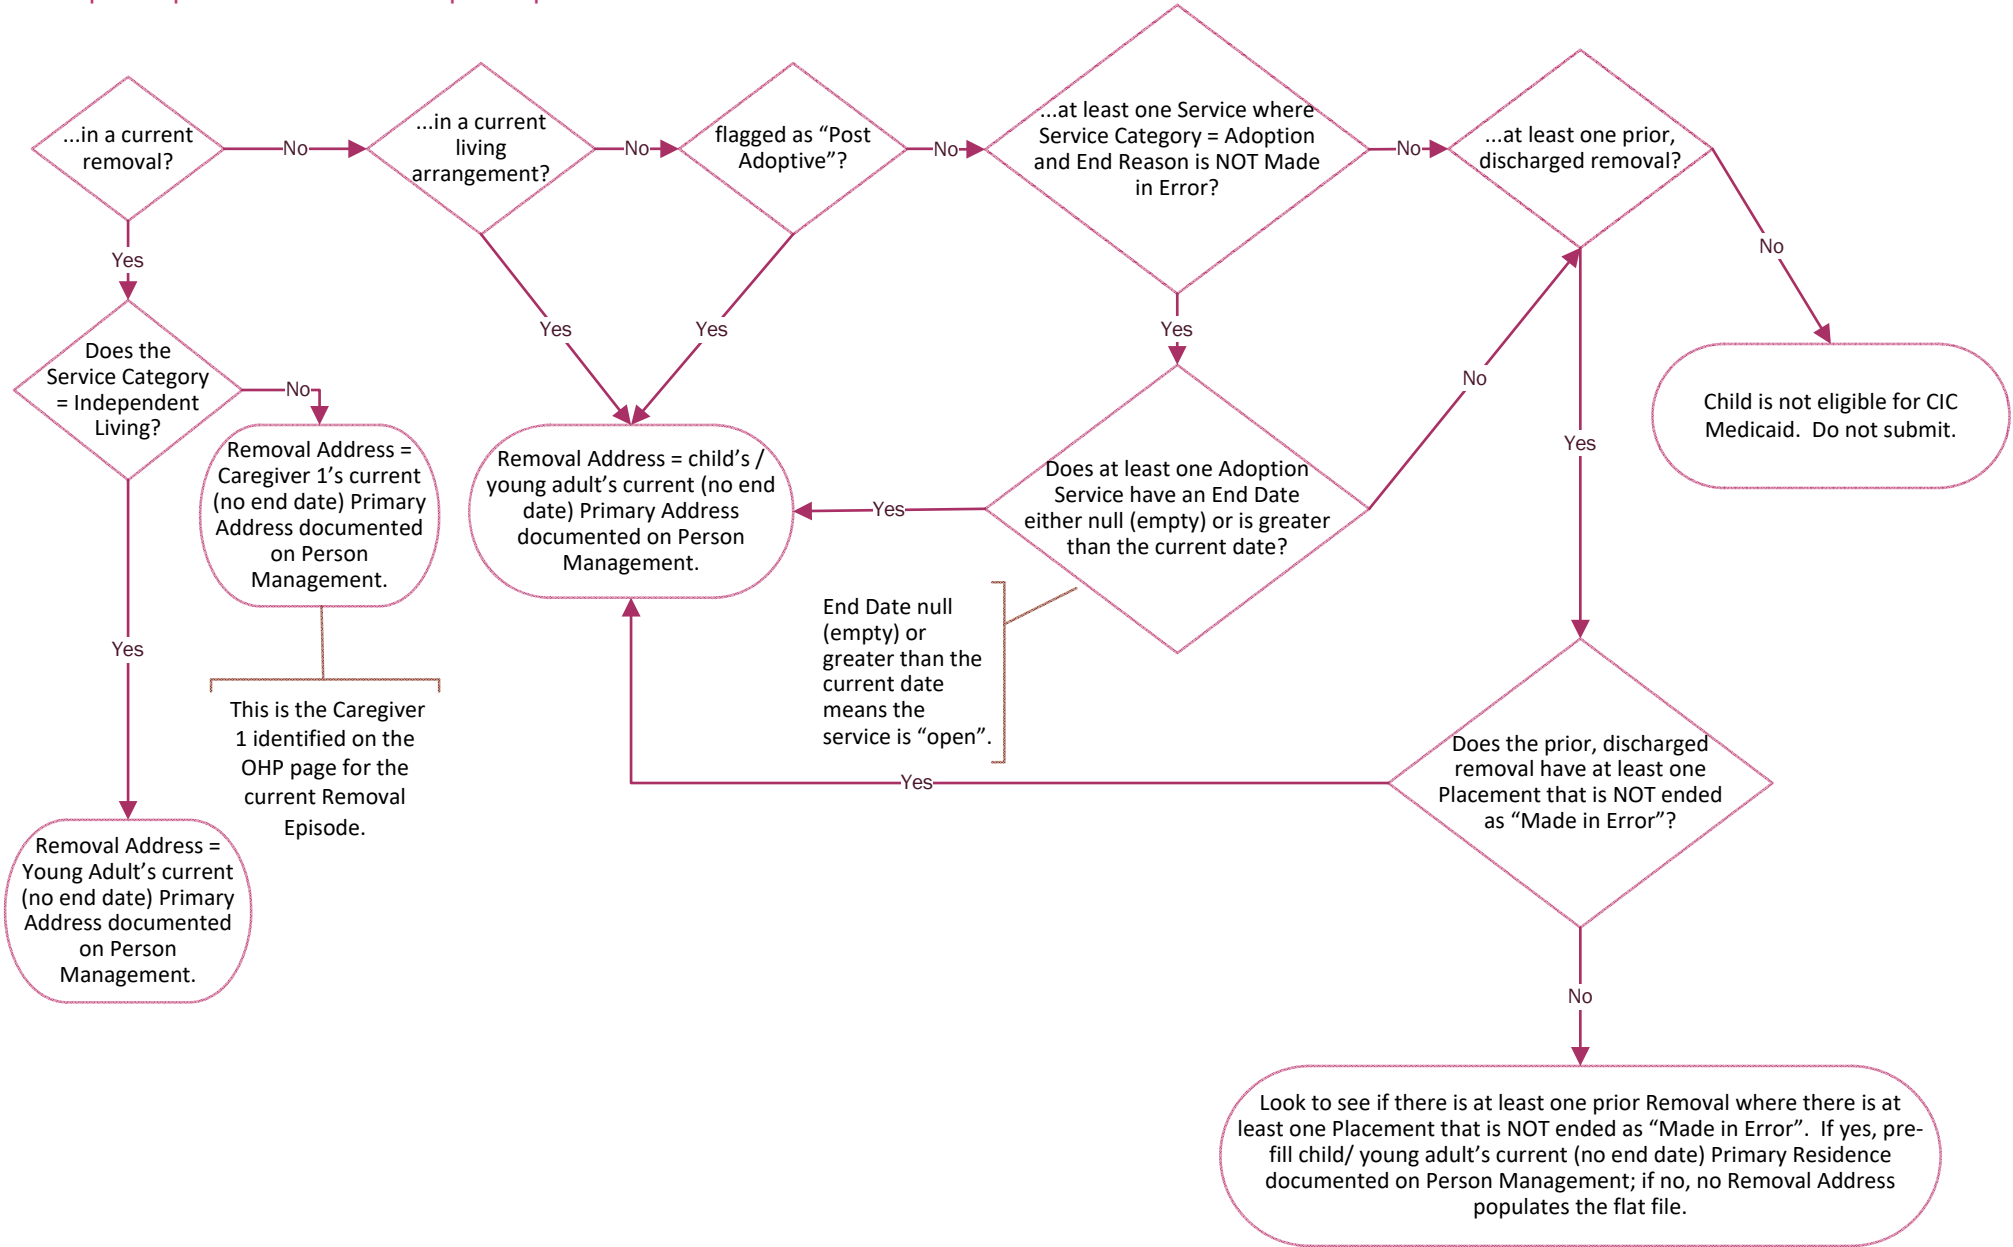 ...in a current
removal?
No
...in a current
living
arrangement?
No
flagged as “Post
Adoptive”?
No
...at least one Service where
Service Category = Adoption
and End Reason is NOT Made
in Error?
No
...at least one prior,
discharged removal?
No
Yes
Yes
Yes
Yes
Does the
Service Category
= Independent
Living?
No
Removal Address =
Caregiver 1’s current
(no end date) Primary
Address documented
on Person
Management.
Removal Address = child’s /
young adult’s current (no end
date) Primary Address
documented on Person
Management.
Yes
Does at least one Adoption
Service have an End Date
either null (empty) or is greater
than the current date?
No
Yes
Child is not eligible for CIC
Medicaid.  Do not submit.
End Date null
(empty) or
greater than the
current date
means the
service is “open”.
Yes
This is the Caregiver
1 identified on the
OHP page for the
current Removal
Episode.
Yes
Does the prior, discharged
removal have at least one
Placement that is NOT ended
as “Made in Error”?
Removal Address =
Young Adult’s current
(no end date) Primary
Address documented
on Person
Management.
No
Look to see if there is at least one prior Removal where there is at
least one Placement that is NOT ended as “Made in Error”.  If yes, pre-
fill child/ young adult’s current (no end date) Primary Residence
documented on Person Management; if no, no Removal Address
populates the flat file.